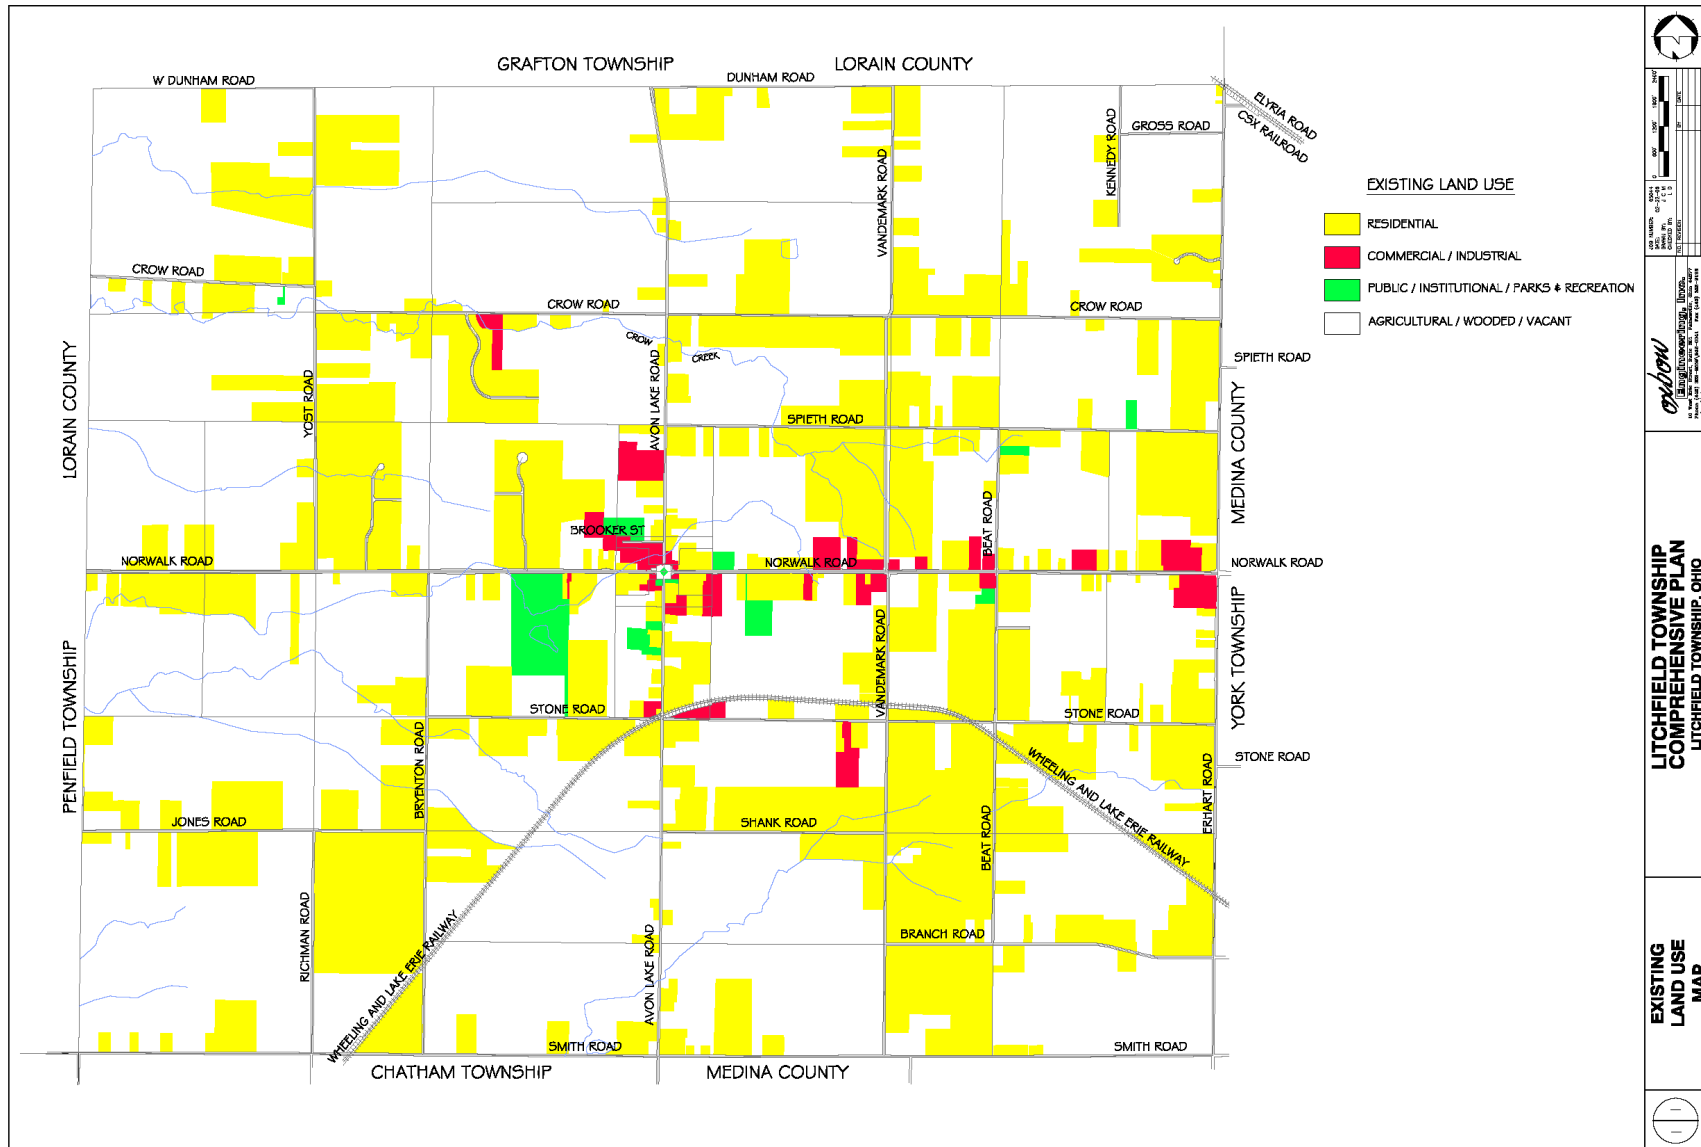 GRAFTON TOWNSHIP
LORAIN COUNTY
W DUNHAM ROAD
DUNHAM ROAD
ELYRIA ROAD
CSX RAILROAD
GROSS ROAD
KENNEDY ROAD
VANDEMARK ROAD
EXISTING LAND USE
RESIDENTIAL
COMMERCIAL / INDUSTRIAL
PUBLIC / INSTITUTIONAL / PARKS & RECREATION
AGRICULTURAL / WOODED / VACANT
CROW ROAD
CROW ROAD
CROW ROAD
CROW
CREEK
SPIETH ROAD
LORAIN COUNTY
YOST ROAD
AVON LAKE ROAD
SPIETH ROAD
MEDINA COUNTY
BEAT ROAD
BROOKER ST
NORWALK ROAD
NORWALK ROAD
NORWALK ROAD
PENFIELD TOWNSHIP
VANDEMARK ROAD
YORK TOWNSHIP
STONE ROAD
STONE ROAD
STONE ROAD
BRYENTON ROAD
WHEELING AND LAKE ERIE RAILWAY
ERHART ROAD
JONES ROAD
SHANK ROAD
BEAT ROAD
RICHMAN ROAD
WHEELING AND LAKE ERIE RAILWAY
AVON LAKE ROAD
BRANCH ROAD
SMITH ROAD
SMITH ROAD
CHATHAM TOWNSHIP
MEDINA COUNTY
oxbow
Engineering, Inc.
LITCHFIELD TOWNSHIP
COMPREHENSIVE PLAN
LITCHFIELD TOWNSHIP, OHIO
EXISTING
LAND USE
MAP